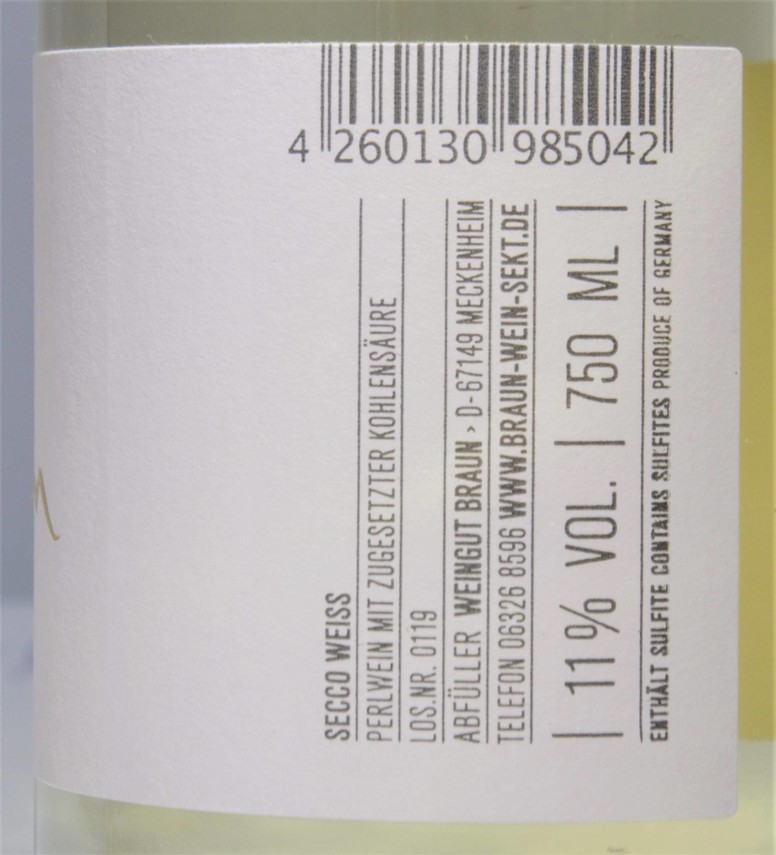 4 260130 985042
SECCO WEISS
PERLWEIN MIT ZUGESETZTER KOHLENSÄURE
LOS.NR. 0119
ABFÜLLER WEINGUT BRAUN › D-67149 MECKENHEIM
TELEFON 06326 8596 WWW.BRAUN-WEIN-SEKT.DE
| 11% VOL. | 750 ML |
ENTHÄLT SULFITE CONTAINS SULFITES PRODUCE OF GERMANY